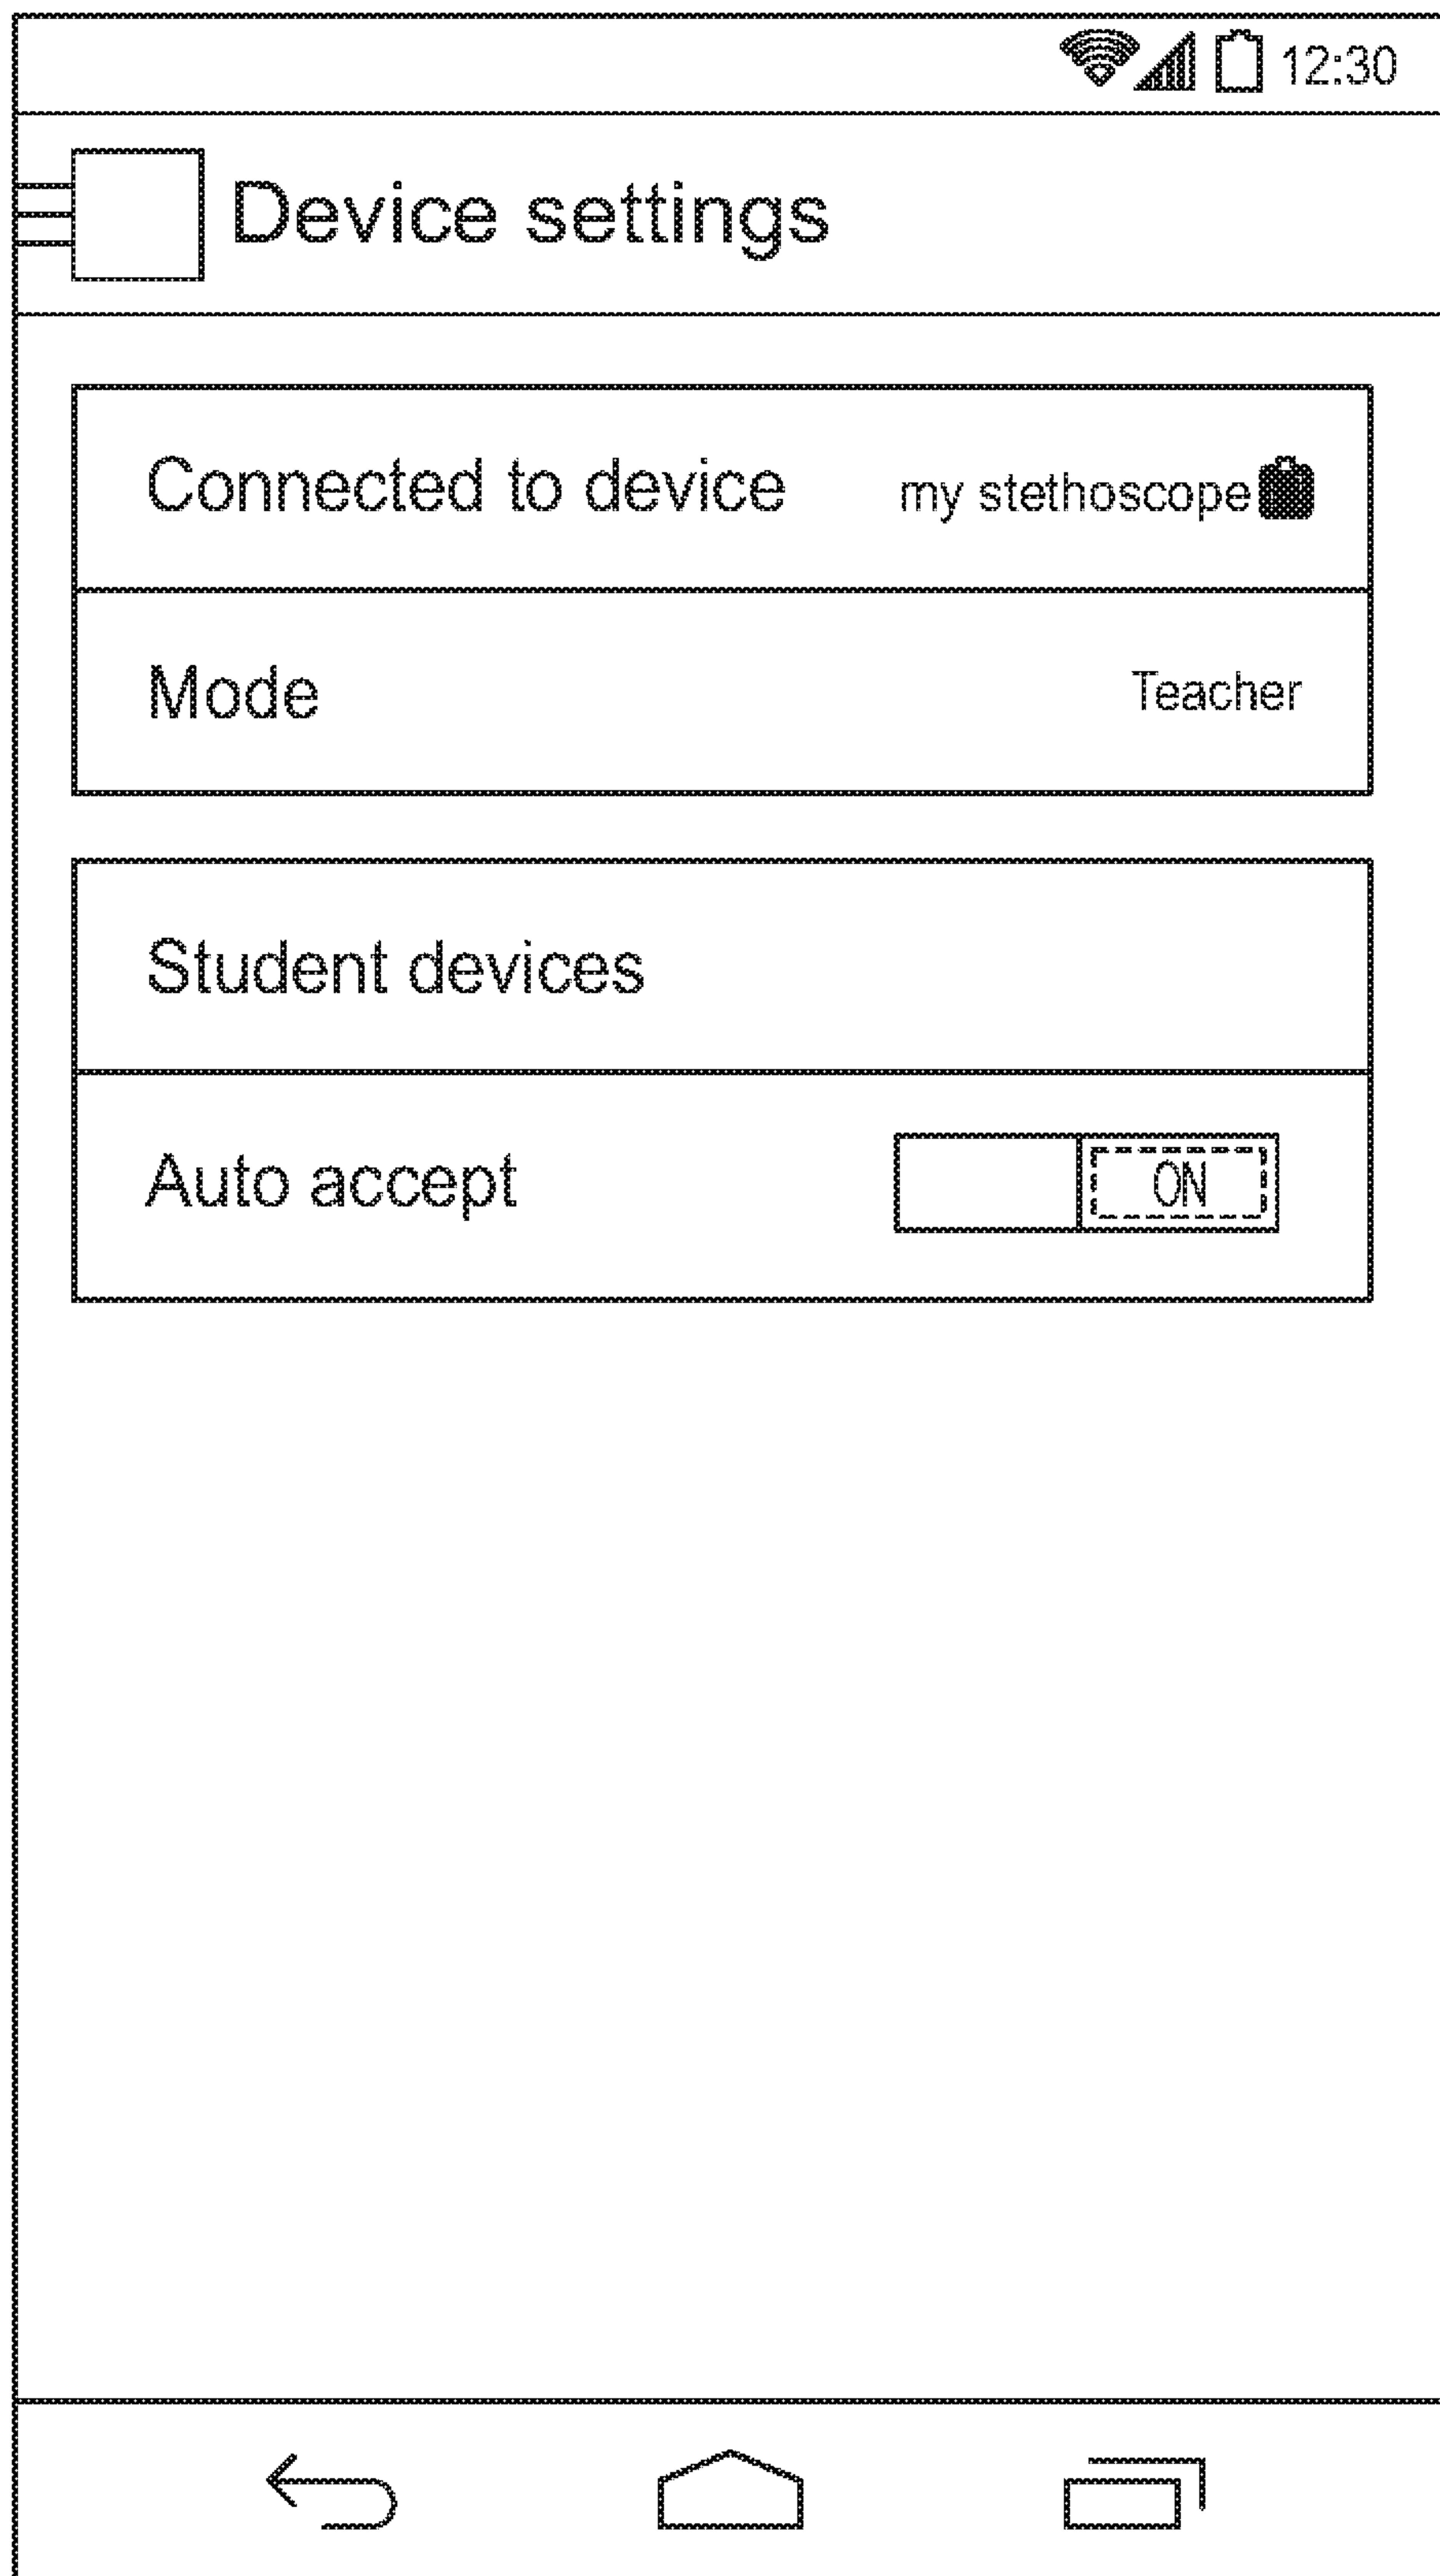 12:30
Device settings
Connected to device my stethoscope
Mode Teacher
Student devices
Auto accept ON